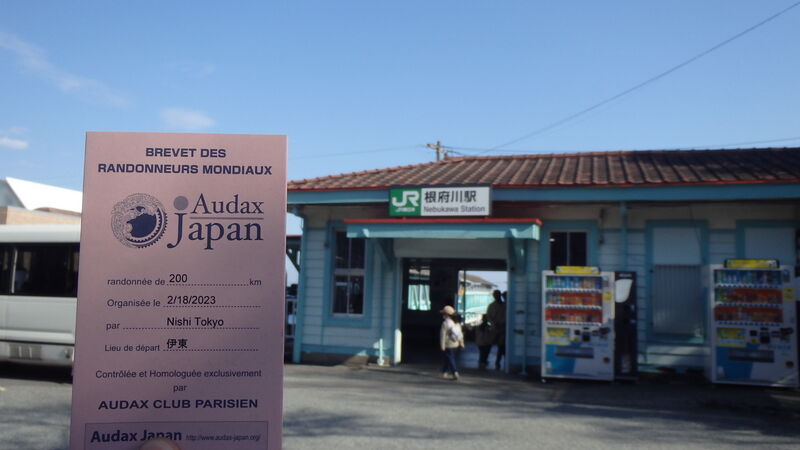 BREVET DES
RANDONNEURS MONDIAUX
Audax
Japan
randonnée de 200 km
Organisée le 2/18/2023
par Nishi Tokyo
Lieu de départ 伊東
Contrôlée et Homologuée exclusivement
par
AUDAX CLUB PARISIEN
Audax Japan http://www.audax-japan.org/
JR 根府川駅
Nebukawa Station